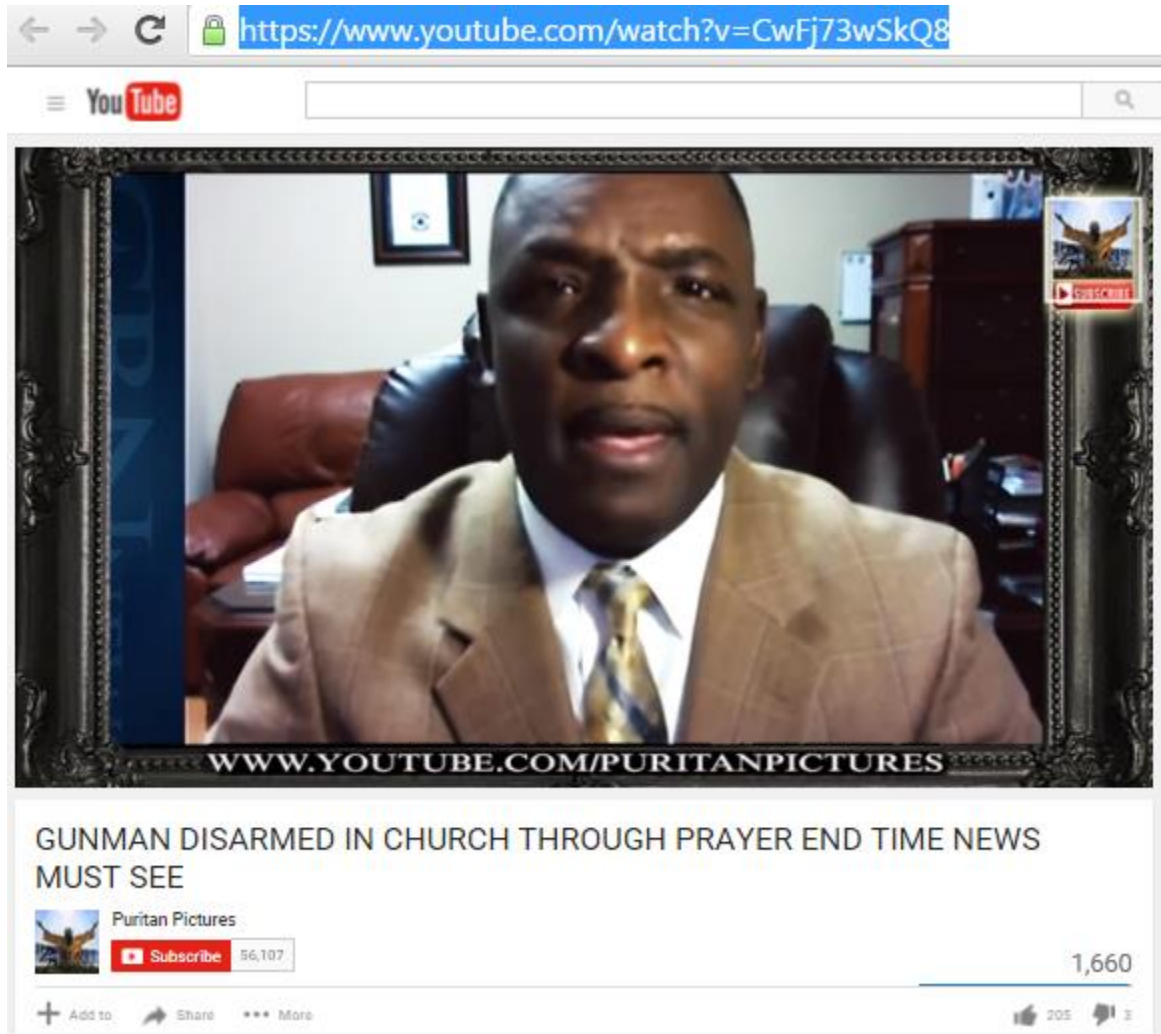 https://www.youtube.com/watch?v=CwFj73wSkQ8
You Tube
SUBSCRIBE
WWW.YOUTUBE.COM/PURITANPICTURES
GUNMAN DISARMED IN CHURCH THROUGH PRAYER END TIME NEWS
MUST SEE
Puritan Pictures
Subscribe 56,107
1,660
Add to Share More 205 3